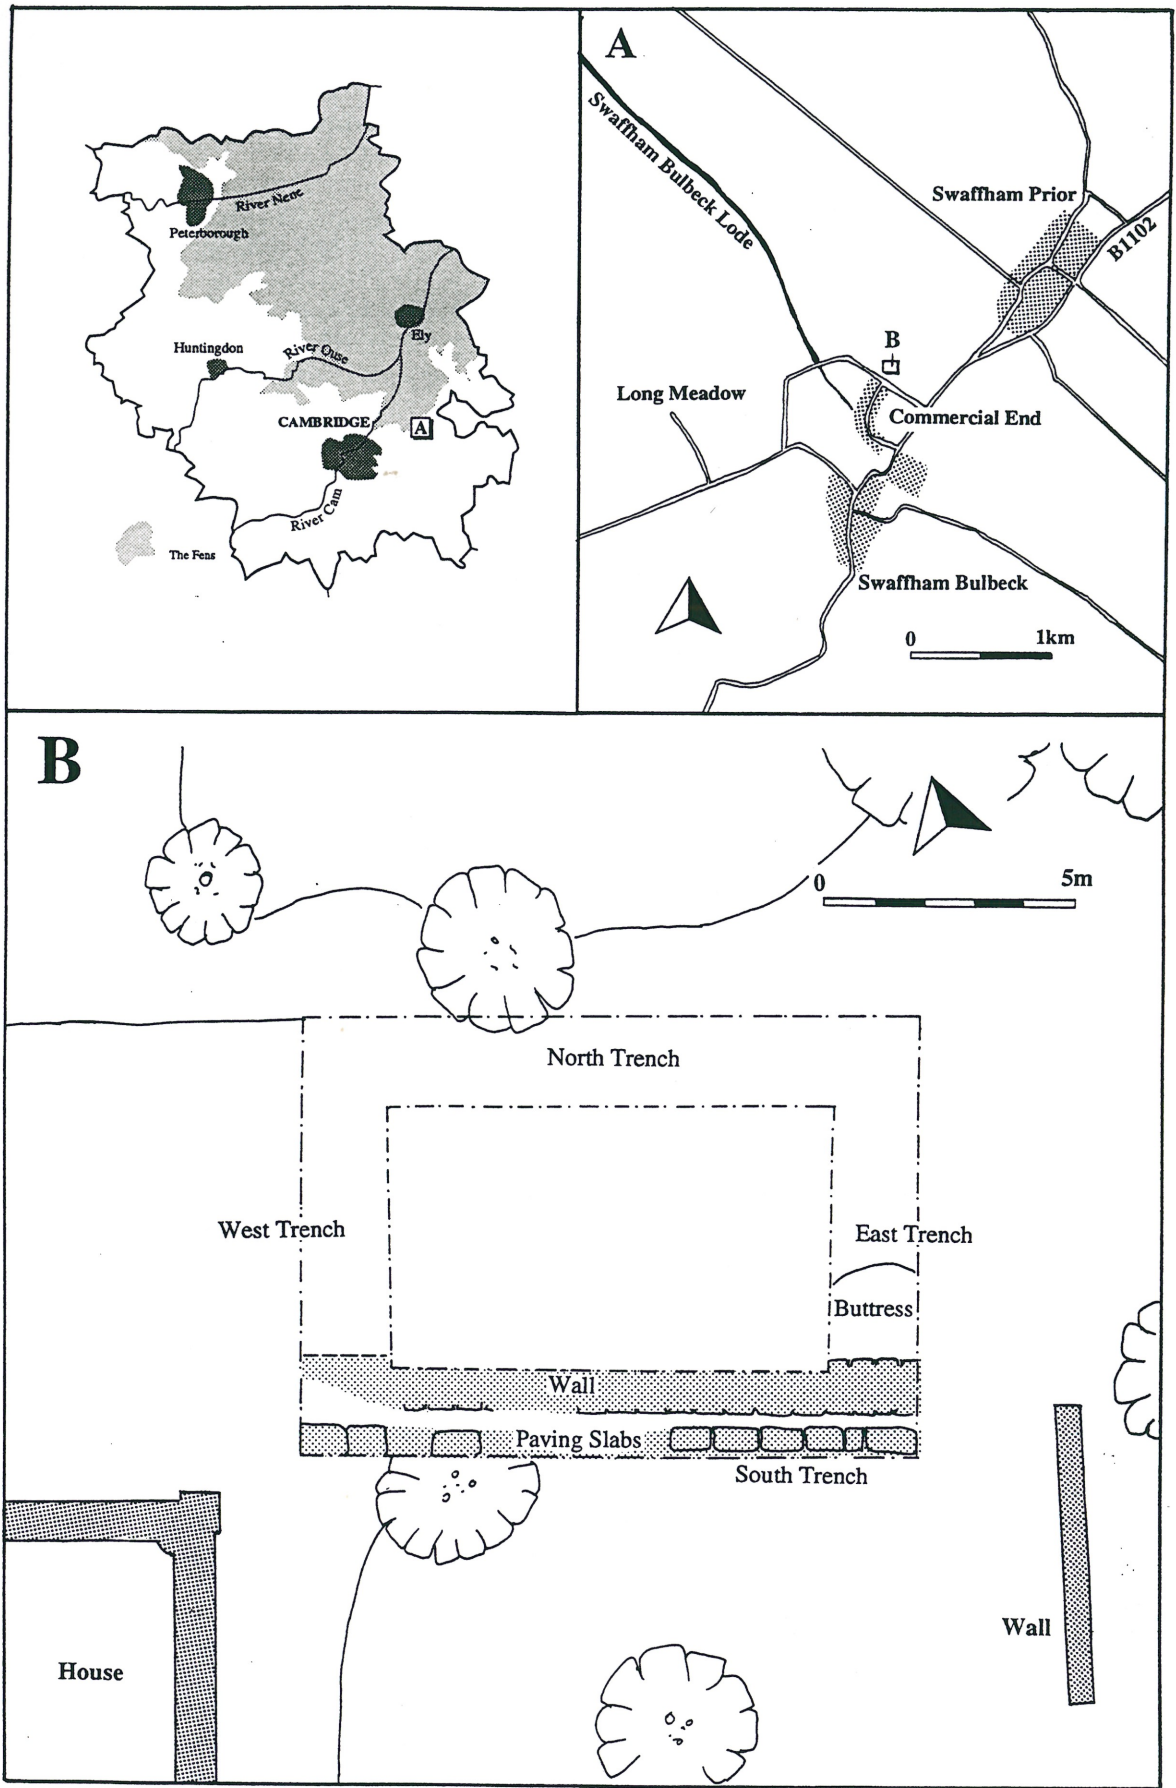 River Nene
Peterborough
Huntingdon
River Ouse
Ely
CAMBRIDGE
A
River Cam
The Fens
A
Swaffham Bulbeck Lode
Swaffham Prior
B1102
B
Long Meadow
Commercial End
Swaffham Bulbeck
0 1km
B
0 5m
North Trench
West Trench
East Trench
Buttress
Wall
Paving Slabs
South Trench
Wall
House